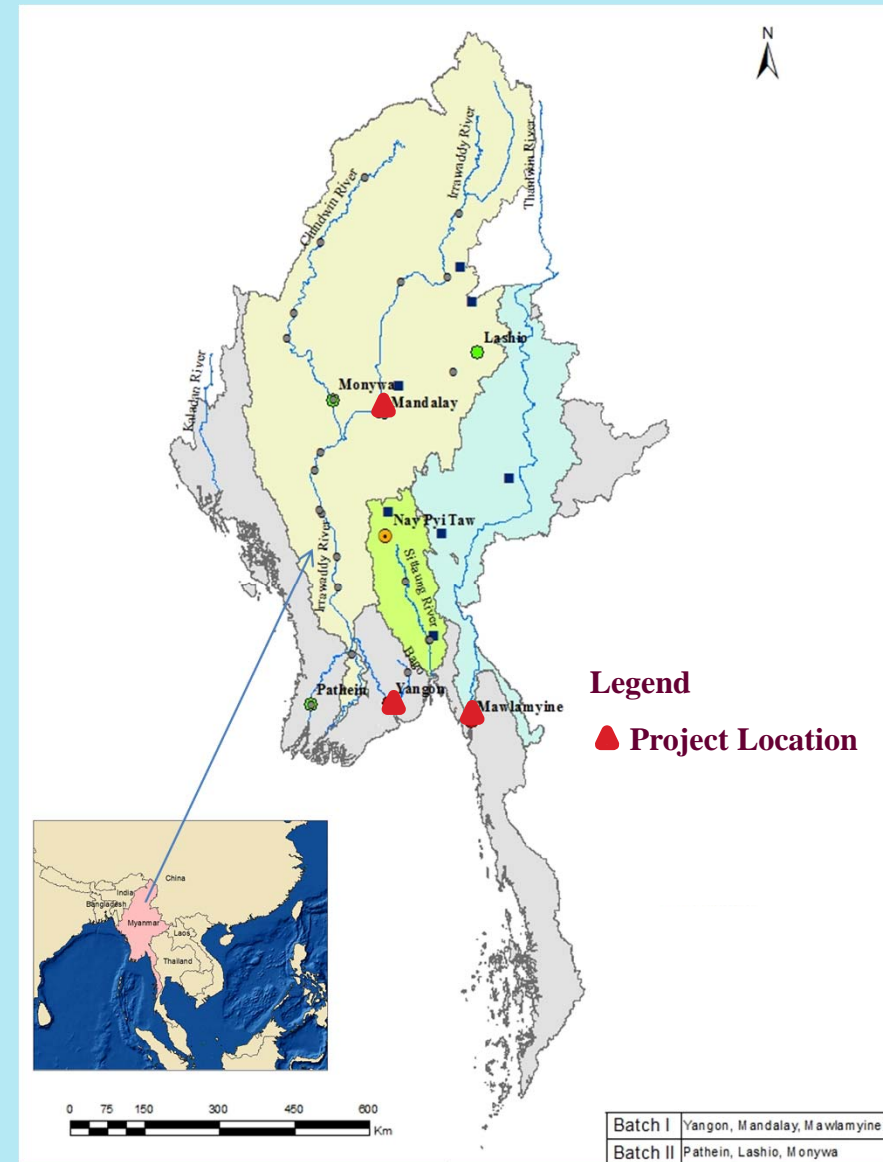 N
Irrawaddy River
Thanlwin River
Chindwin River
Kaladan River
Lashio
Monywa
Mandalay
Nay Pyi Taw
Irrawaddy River
Sittaung River
Bago
Pathein
Yangon
Mawlamyine
Legend
Project Location
China
India
Bangladesh
Myanmar
Laos
Thailand
0 75 150 300 450 600
Km
Batch I Yangon, Mandalay, Mawlamyine
Batch II Pathein, Lashio, Monywa